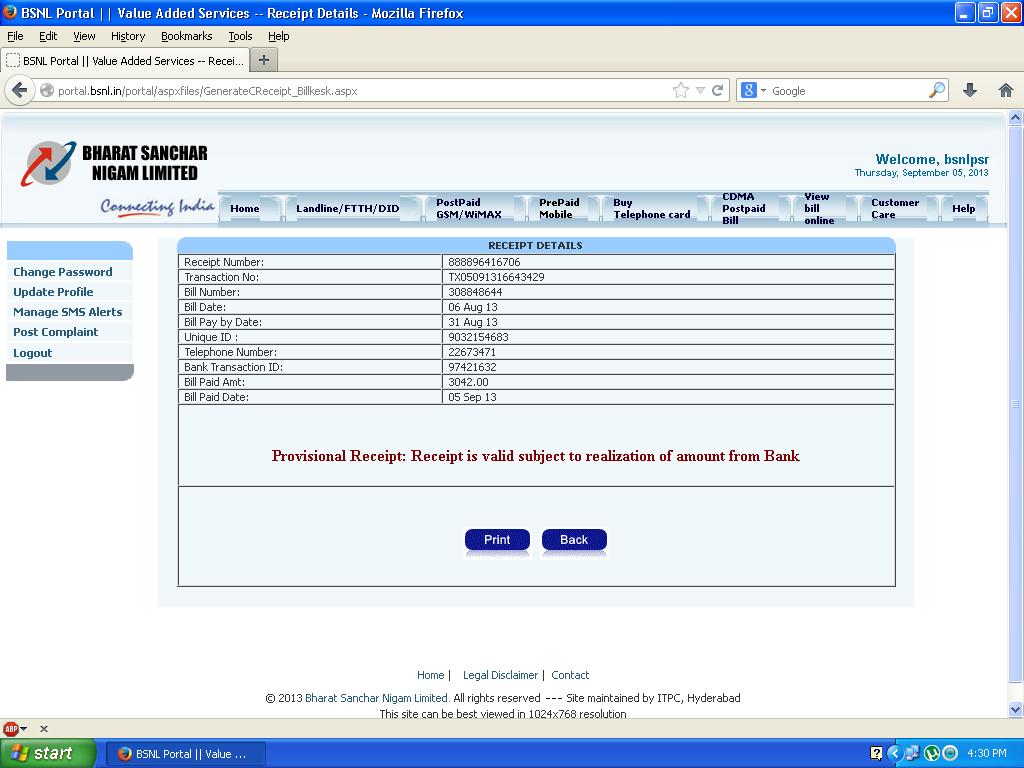 BSNL Portal || Value Added Services -- Receipt Details - Mozilla Firefox
File Edit View History Bookmarks Tools Help
BSNL Portal || Value Added Services -- Recei... +
portal.bsnl.in/portal/aspxfiles/GenerateCReceipt_Billkesk.aspx
Google
BHARAT SANCHAR
NIGAM LIMITED
Connecting India
Welcome, bsnlpsr
Thursday, September 05, 2013
Home
Landline/FTTH/DID
PostPaid
GSM/WiMAX
PrePaid
Mobile
Buy
Telephone card
CDMA
Postpaid
Bill
View
bill
online
Customer
Care
Help
Change Password
Update Profile
Manage SMS Alerts
Post Complaint
Logout
RECEIPT DETAILS
Receipt Number: 888896416706
Transaction No: TX05091316643429
Bill Number: 308848644
Bill Date: 06 Aug 13
Bill Pay by Date: 31 Aug 13
Unique ID : 9032154683
Telephone Number: 22673471
Bank Transaction ID: 97421632
Bill Paid Amt: 3042.00
Bill Paid Date: 05 Sep 13
Provisional Receipt: Receipt is valid subject to realization of amount from Bank
Print Back
Home | Legal Disclaimer | Contact
© 2013 Bharat Sanchar Nigam Limited. All rights reserved --- Site maintained by ITPC, Hyderabad
This site can be best viewed in 1024x768 resolution
ABP
start
BSNL Portal || Value ...
4:30 PM